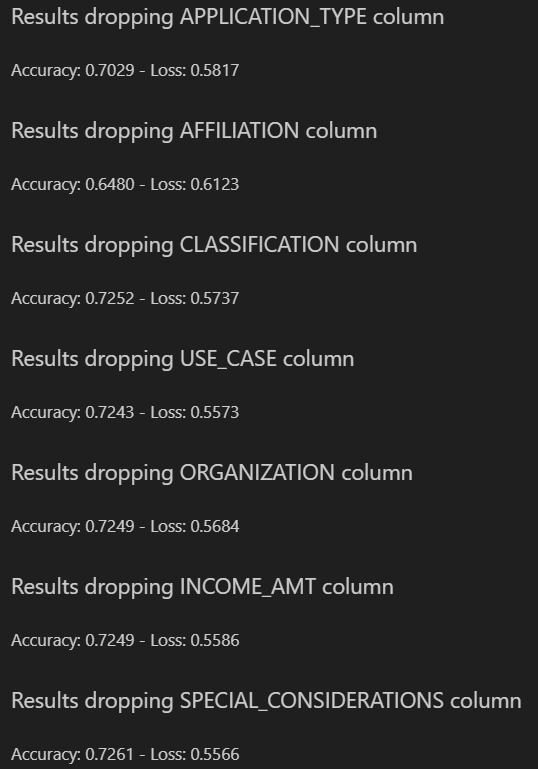 Results dropping APPLICATION_TYPE column
Accuracy: 0.7029 - Loss: 0.5817
Results dropping AFFILIATION column
Accuracy: 0.6480 - Loss: 0.6123
Results dropping CLASSIFICATION column
Accuracy: 0.7252 - Loss: 0.5737
Results dropping USE_CASE column
Accuracy: 0.7243 - Loss: 0.5573
Results dropping ORGANIZATION column
Accuracy: 0.7249 - Loss: 0.5684
Results dropping INCOME_AMT column
Accuracy: 0.7249 - Loss: 0.5586
Results dropping SPECIAL_CONSIDERATIONS column
Accuracy: 0.7261 - Loss: 0.5566